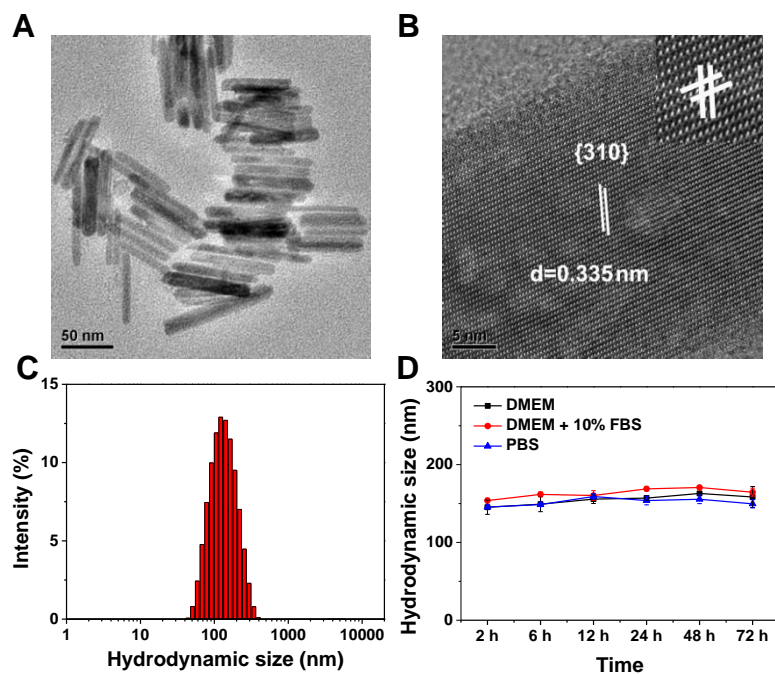 A
50 nm
B
{310}
d=0.335nm
5 nm
C
15
10
5
0
Intensity (%)
1
10
100
1000
10000
Hydrodynamic size (nm)
D
DMEM
DMEM + 10% FBS
PBS
300
200
100
0
Hydrodynamic size (nm)
2 h
6 h
12 h
24 h
48 h
72 h
Time